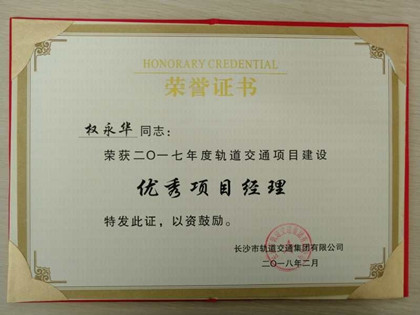 HONORARY CREDENTIAL
荣誉证书
权永华 同志：
荣获二〇一七年度轨道交通项目建设
优秀项目经理
特发此证，以资鼓励。
长沙市轨道交通集团有限公司
二〇一八年二月